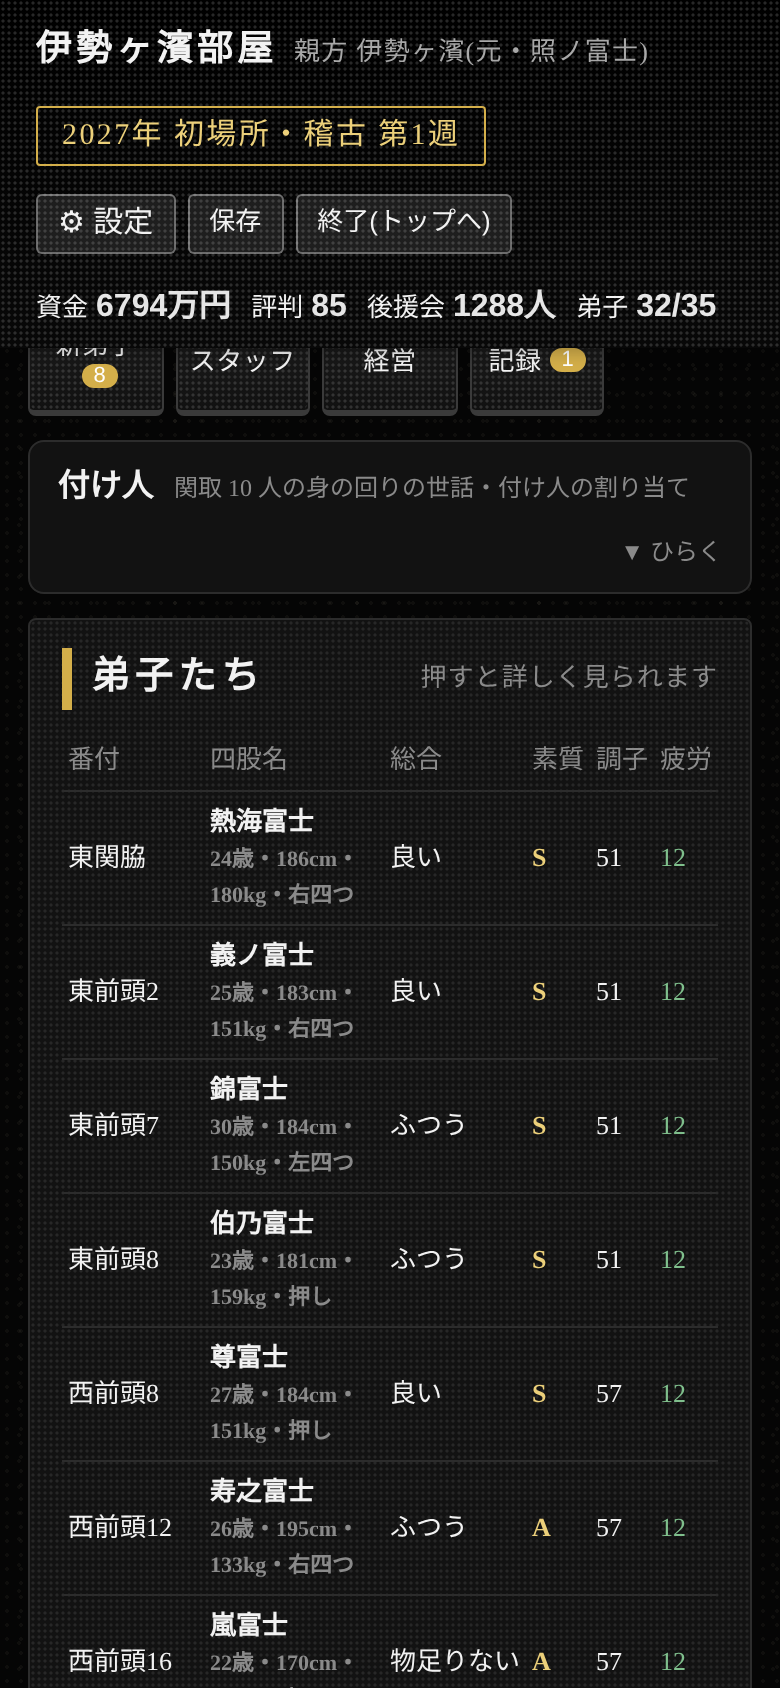 伊勢ヶ濱部屋 親方 伊勢ヶ濱(元・照ノ富士)
2027年 初場所・稽古 第1週
⚙ 設定 保存 終了(トップへ)
資金 6794万円 評判 85 後援会 1288人 弟子 32/35
新弟子 8 スタッフ 経営 記録 1
付け人 関取 10 人の身の回りの世話・付け人の割り当て
▼ ひらく
弟子たち 押すと詳しく見られます
番付 四股名 総合 素質 調子 疲労
熱海富士
東関脇 24歳・186cm・ 良い S 51 12
180kg・右四つ
義ノ富士
東前頭2 25歳・183cm・ 良い S 51 12
151kg・右四つ
錦富士
東前頭7 30歳・184cm・ ふつう S 51 12
150kg・左四つ
伯乃富士
東前頭8 23歳・181cm・ ふつう S 51 12
159kg・押し
尊富士
西前頭8 27歳・184cm・ 良い S 57 12
151kg・押し
寿之富士
西前頭12 26歳・195cm・ ふつう A 57 12
133kg・右四つ
嵐富士
西前頭16 22歳・170cm・ 物足りない A 57 12